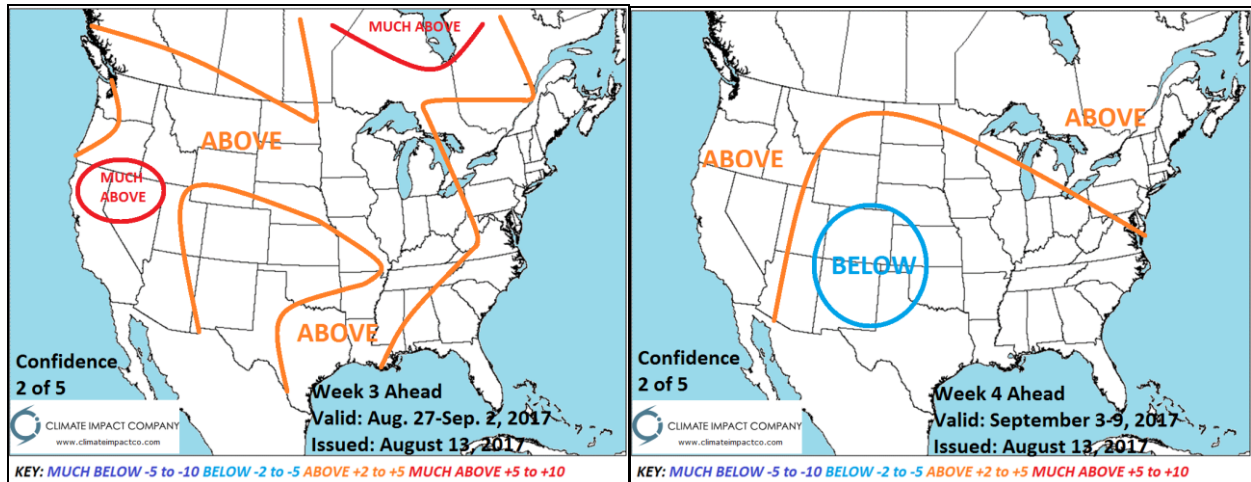 MUCH ABOVE
ABOVE
MUCH
ABOVE
ABOVE
Confidence
2 of 5
Week 3 Ahead
Valid: Aug. 27-Sep. 2, 2017
Issued: August 13, 2017
CLIMATE IMPACT COMPANY
www.climateimpactco.com
KEY: MUCH BELOW -5 to -10 BELOW -2 to -5 ABOVE +2 to +5 MUCH ABOVE +5 to +10
ABOVE
ABOVE
BELOW
Confidence
2 of 5
Week 4 Ahead
Valid: September 3-9, 2017
Issued: August 13, 2017
CLIMATE IMPACT COMPANY
www.climateimpactco.com
KEY: MUCH BELOW -5 to -10 BELOW -2 to -5 ABOVE +2 to +5 MUCH ABOVE +5 to +10